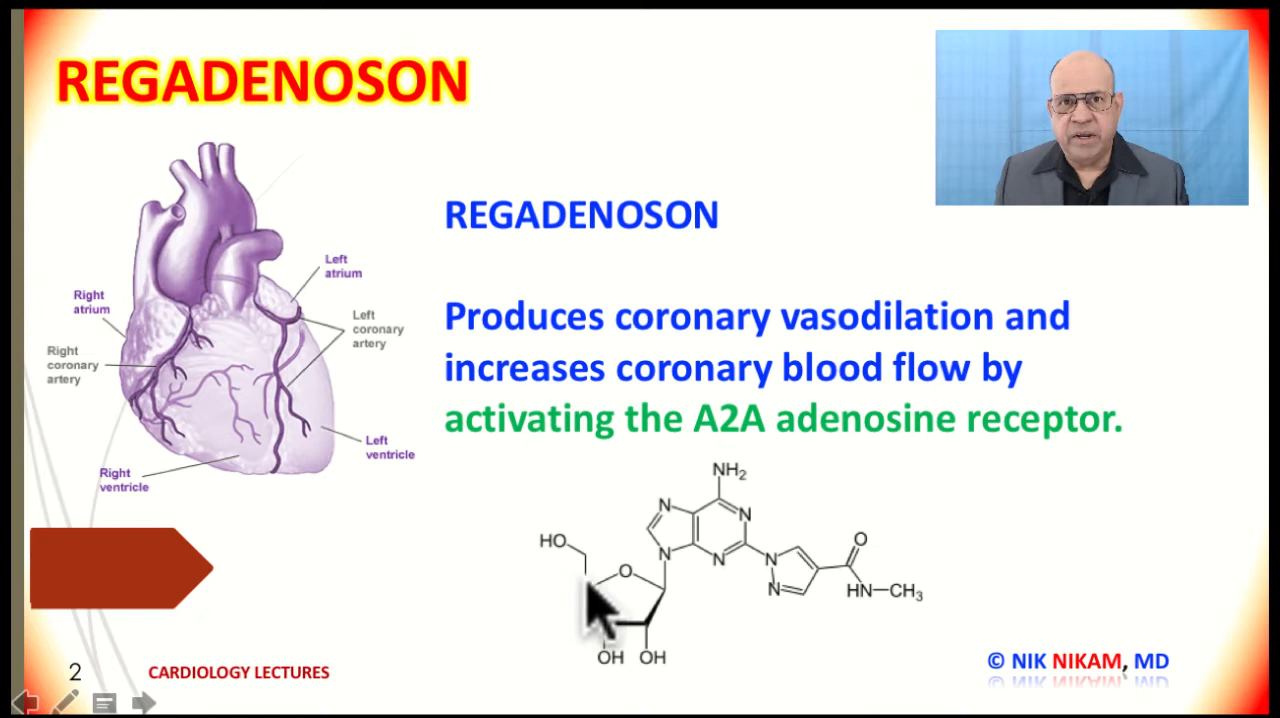 REGADENOSON
REGADENOSON
Produces coronary vasodilation and
increases coronary blood flow by
activating the A2A adenosine receptor.
Left
atrium
Right
atrium
Left
coronary
artery
Right
coronary
artery
Left
ventricle
Right
ventricle
NH₂
N
N
N
N
HO
O
N
N
O
HN—CH₃
OH
OH
2
CARDIOLOGY LECTURES
© NIK NIKAM, MD